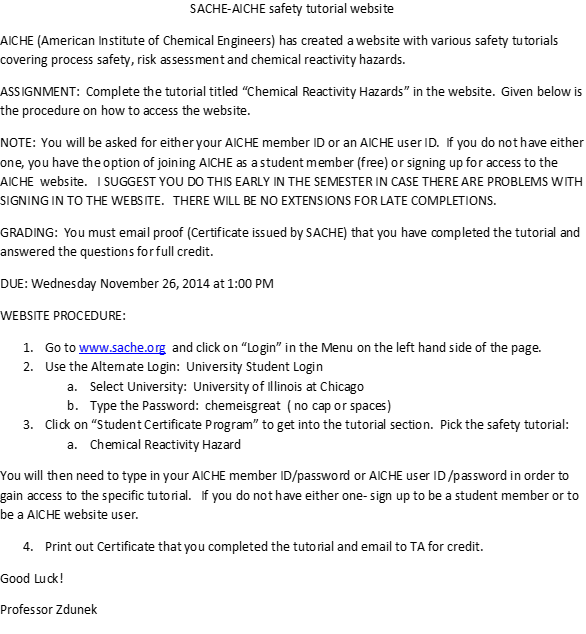 SACHE-AICHE safety tutorial website
AICHE (American Institute of Chemical Engineers) has created a website with various safety tutorials
covering process safety, risk assessment and chemical reactivity hazards.
ASSIGNMENT:  Complete the tutorial titled “Chemical Reactivity Hazards” in the website.  Given below is
the procedure on how to access the website.
NOTE:  You will be asked for either your AICHE member ID or an AICHE user ID.  If you do not have either
one, you have the option of joining AICHE as a student member (free) or signing up for access to the
AICHE  website.   I SUGGEST YOU DO THIS EARLY IN THE SEMESTER IN CASE THERE ARE PROBLEMS WITH
SIGNING IN TO THE WEBSITE.   THERE WILL BE NO EXTENSIONS FOR LATE COMPLETIONS.
GRADING:  You must email proof (Certificate issued by SACHE) that you have completed the tutorial and
answered the questions for full credit.
DUE: Wednesday November 26, 2014 at 1:00 PM
WEBSITE PROCEDURE:
1. Go to www.sache.org  and click on “Login” in the Menu on the left hand side of the page.
2. Use the Alternate Login:  University Student Login
a. Select University:  University of Illinois at Chicago
b. Type the Password:  chemeisgreat  ( no cap or spaces)
3. Click on “Student Certificate Program” to get into the tutorial section.  Pick the safety tutorial:
a. Chemical Reactivity Hazard
You will then need to type in your AICHE member ID/password or AICHE user ID /password in order to
gain access to the specific tutorial.   If you do not have either one- sign up to be a student member or to
be a AICHE website user.
4. Print out Certificate that you completed the tutorial and email to TA for credit.
Good Luck!
Professor Zdunek